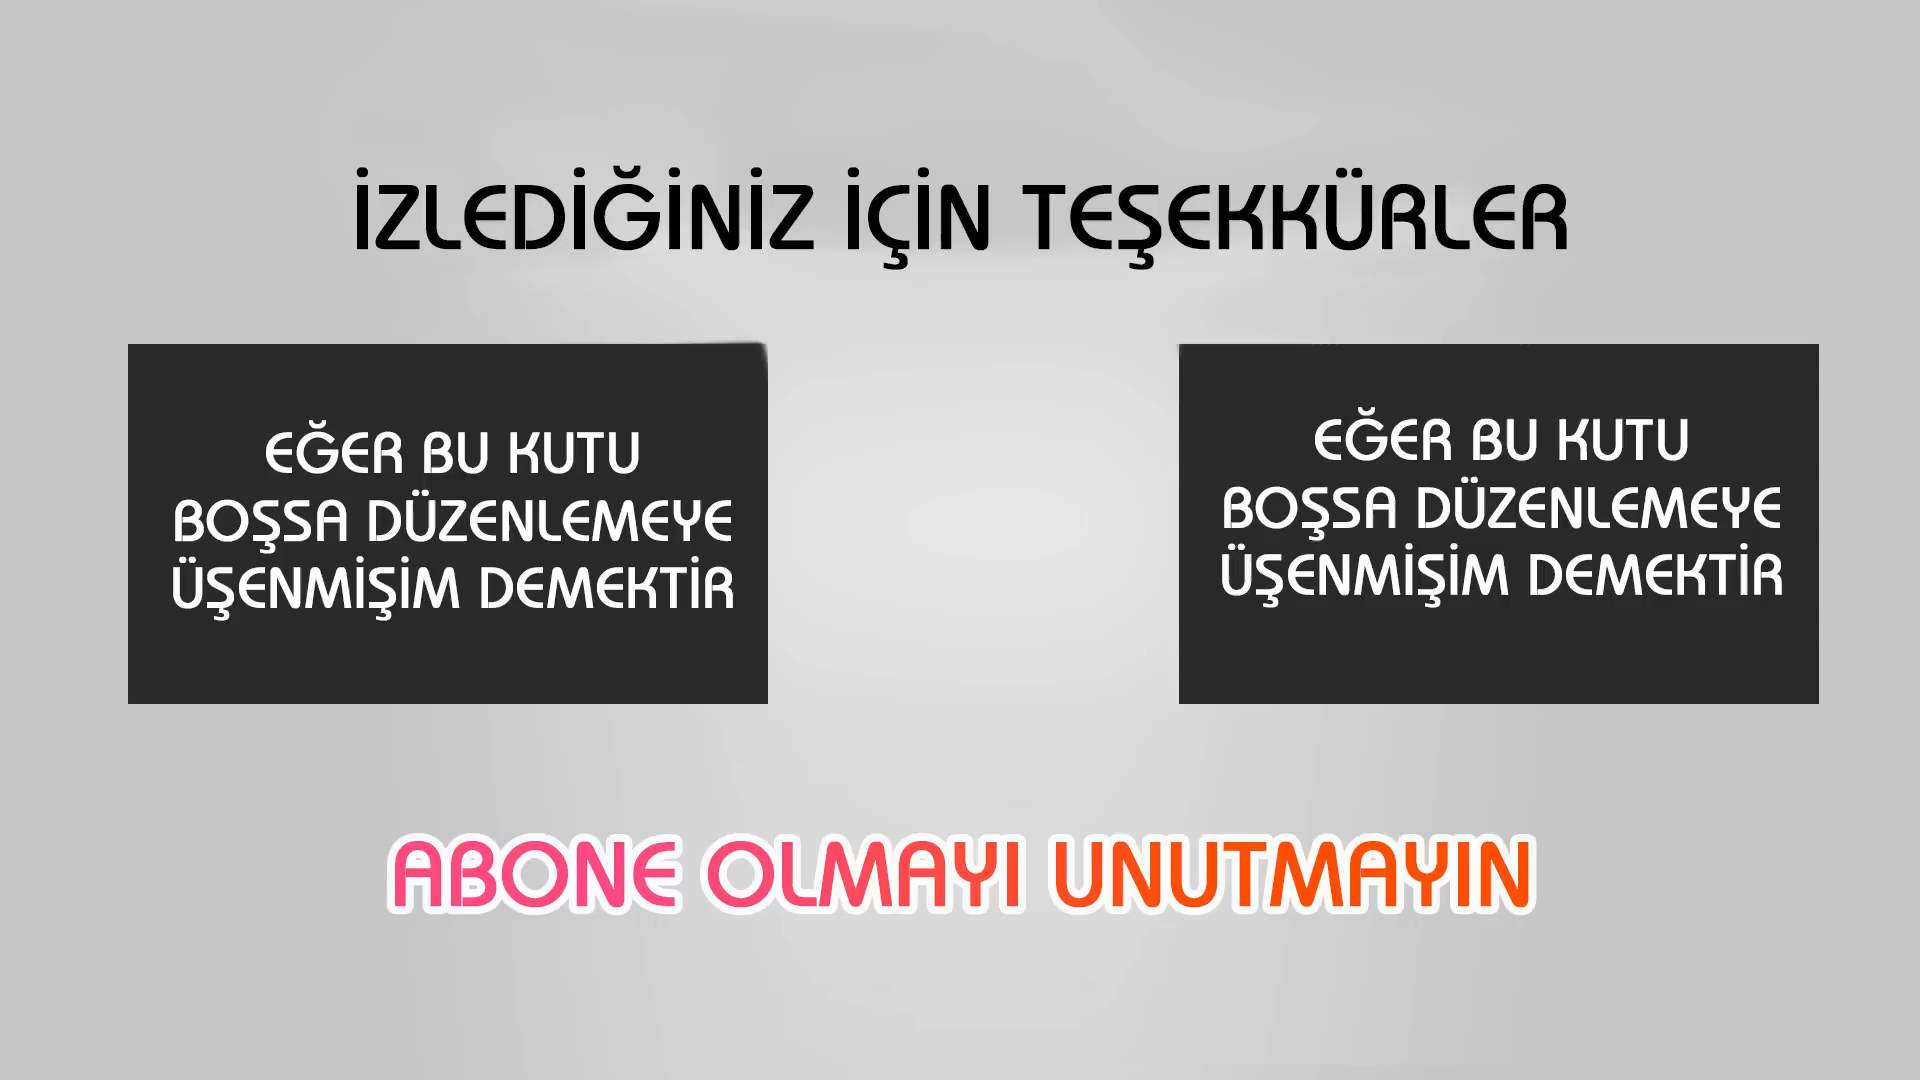 İZLEDİĞİNİZ İÇİN TEŞEKKÜRLER
EĞER BU KUTU
BOŞSA DÜZENLEMEYE
ÜŞENMİŞİM DEMEKTİR
EĞER BU KUTU
BOŞSA DÜZENLEMEYE
ÜŞENMİŞİM DEMEKTİR
ABONE OLMAYI UNUTMAYIN